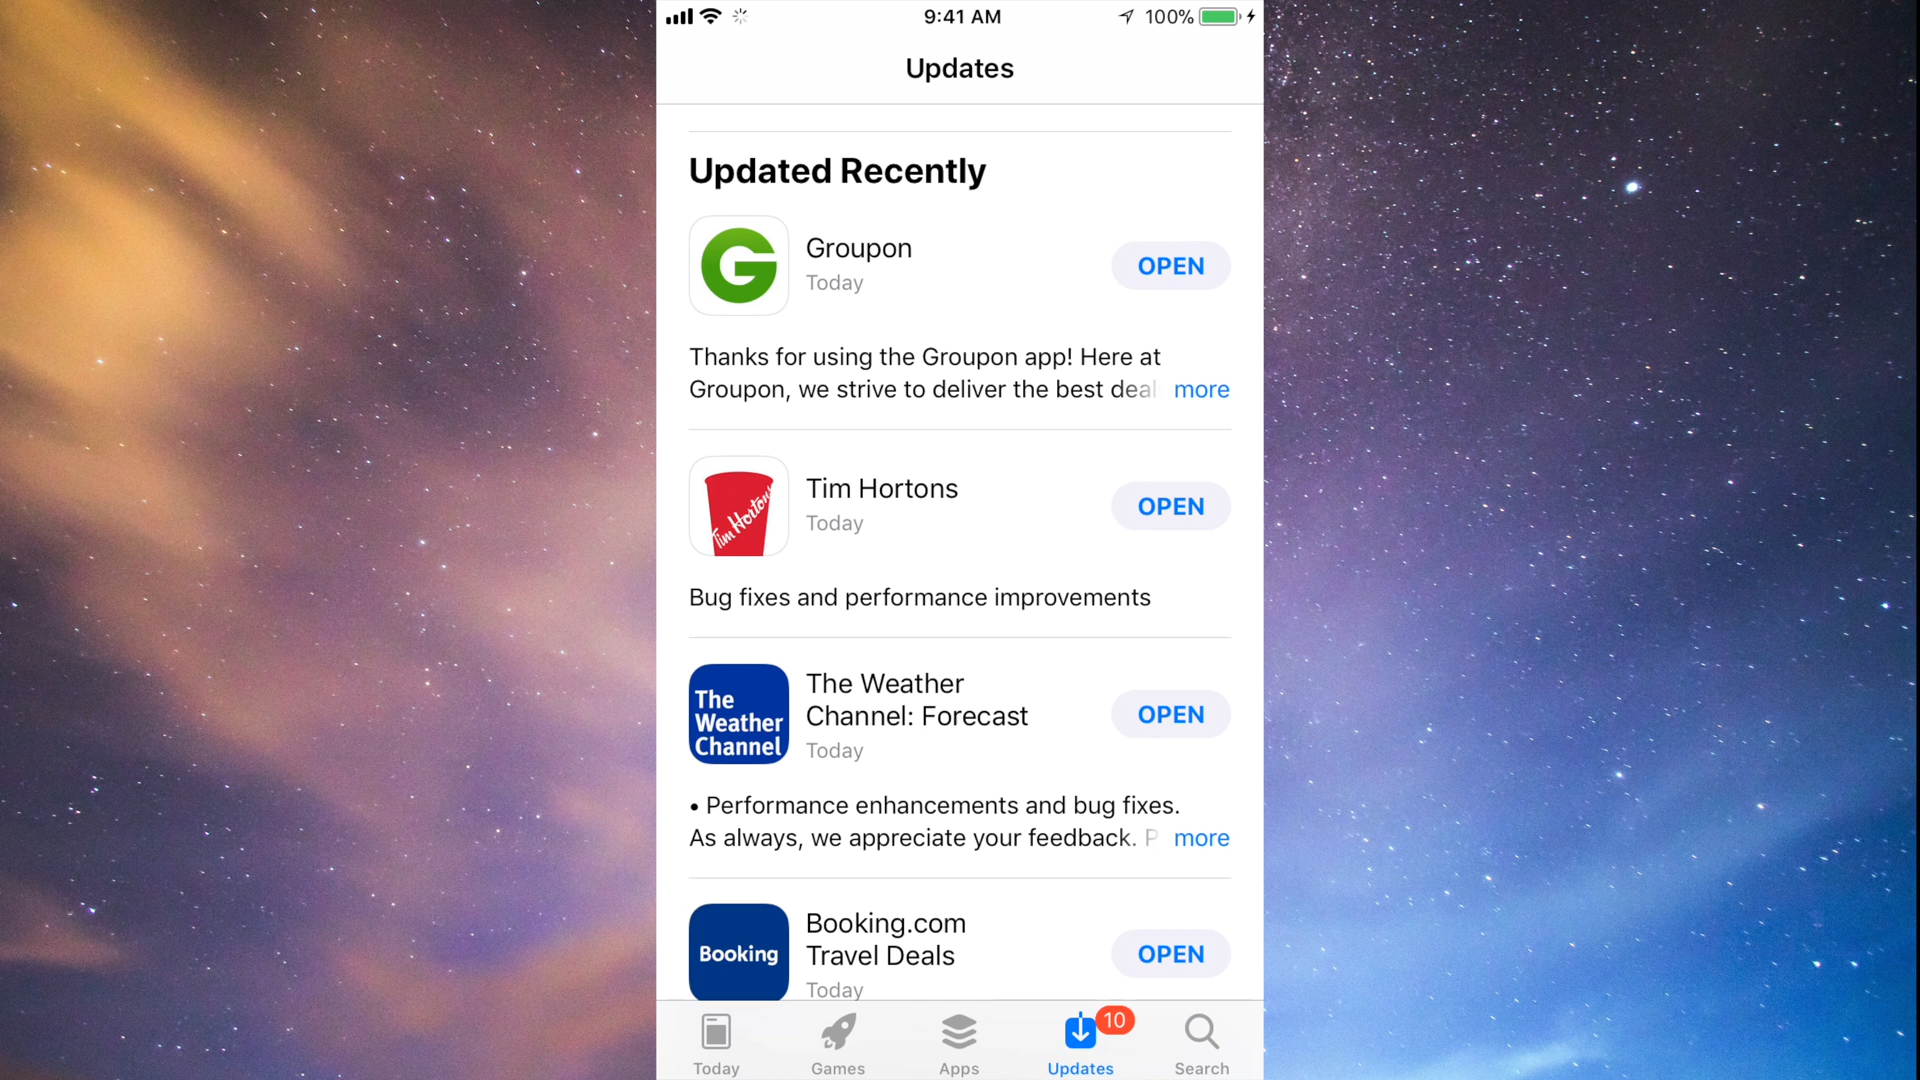 9:41 AM
100%
Updates
Updated Recently
Groupon
Today
OPEN
Thanks for using the Groupon app! Here at
Groupon, we strive to deliver the best deal more
Tim Hortons
Tim Hortons
Today
OPEN
Bug fixes and performance improvements
The
Weather
Channel
The Weather
Channel: Forecast
Today
OPEN
• Performance enhancements and bug fixes.
As always, we appreciate your feedback. P more
Booking
Booking.com
Travel Deals
Today
OPEN
10
Today
Games
Apps
Updates
Search